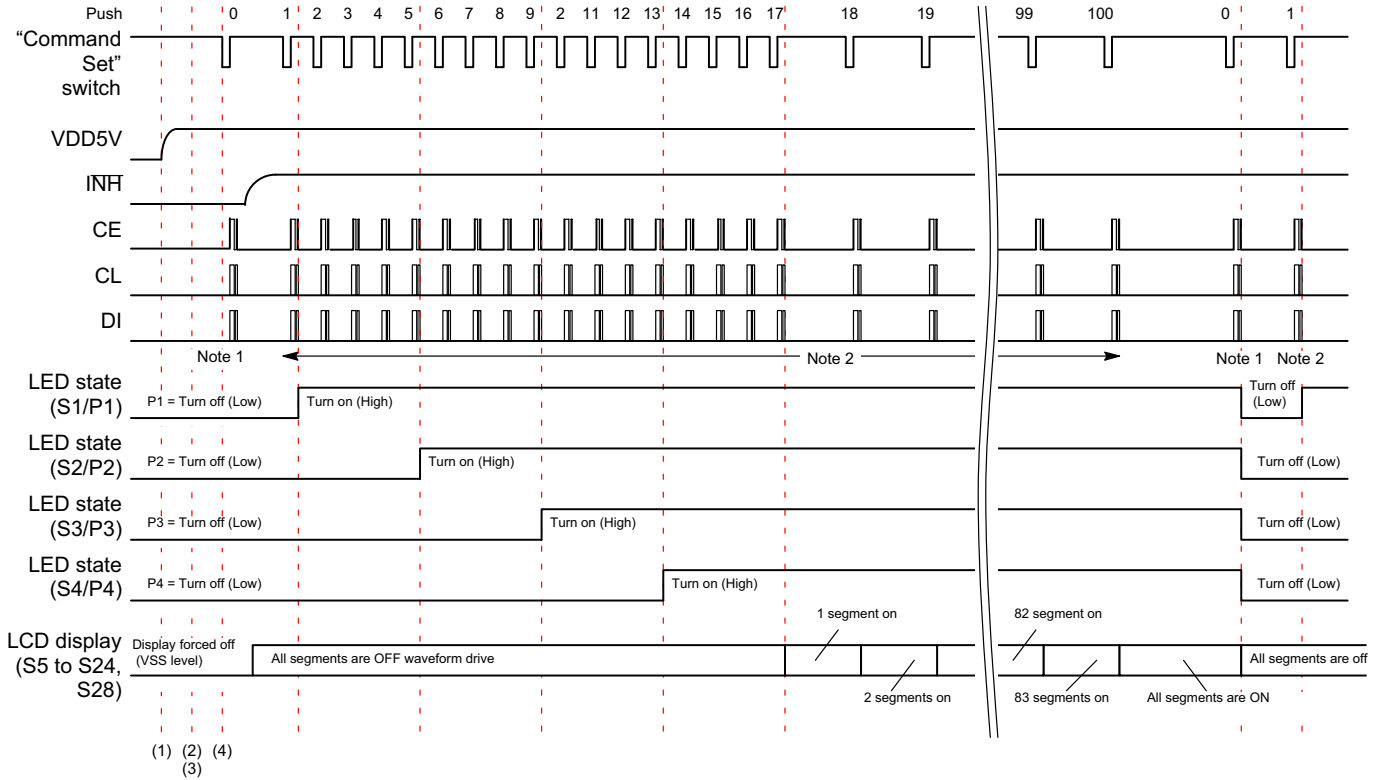 Push 0 1 2 3 4 5 6 7 8 9 2 11 12 13 14 15 16 17 18 19 99 100 0 1
“Command
Set”
switch
VDD5V
INH
CE
CL
DI
Note 1 Note 2 Note 1 Note 2
LED state
(S1/P1)
P1 = Turn off (Low) Turn on (High) Turn off
(Low)
LED state
(S2/P2)
P2 = Turn off (Low) Turn on (High) Turn off (Low)
LED state
(S3/P3)
P3 = Turn off (Low) Turn on (High) Turn off (Low)
LED state
(S4/P4)
P4 = Turn off (Low) Turn on (High) Turn off (Low)
1 segment on 82 segment on
LCD display
(S5 to S24,
S28)
Display forced off
(VSS level)
All segments are OFF waveform drive All segments are off
2 segments on 83 segments on All segments are ON
(1) (2) (4)
(3)